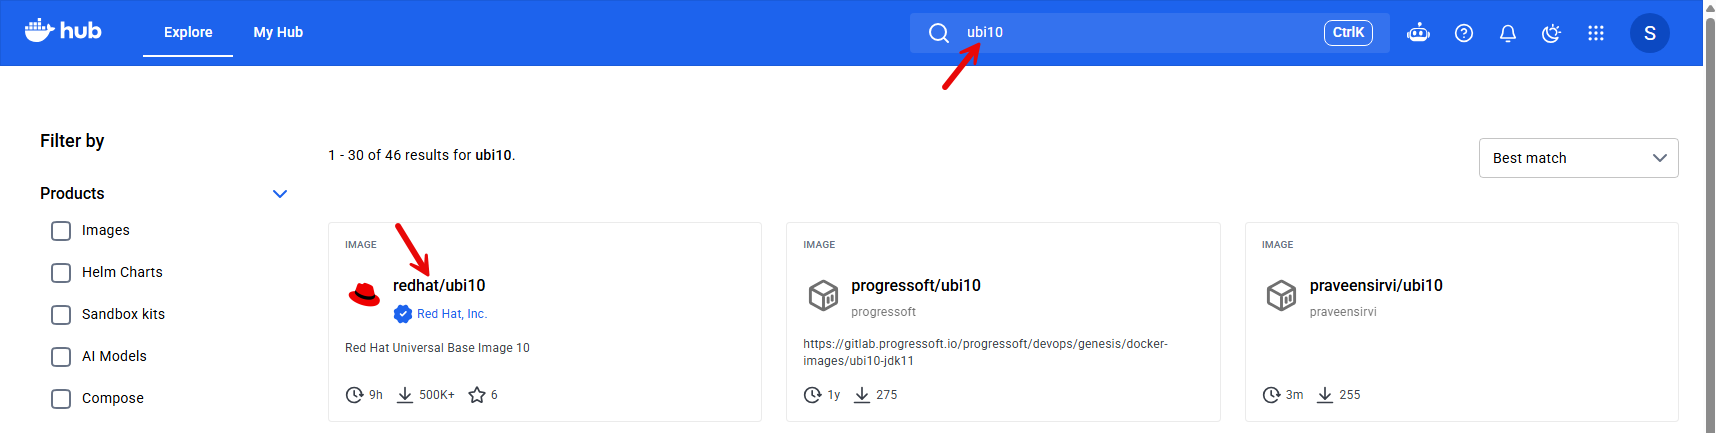 hub
Explore
My Hub
ubi10
CtrlK
S
Filter by
Products
Images
Helm Charts
Sandbox kits
AI Models
Compose
1 - 30 of 46 results for ubi10.
Best match
IMAGE
redhat/ubi10
Red Hat, Inc.
Red Hat Universal Base Image 10
9h
500K+
6
IMAGE
progressoft/ubi10
progressoft
https://gitlab.progressoft.io/progressoft/devops/genesis/docker-
images/ubi10-jdk11
1y
275
IMAGE
praveensirvi/ubi10
praveensirvi
3m
255